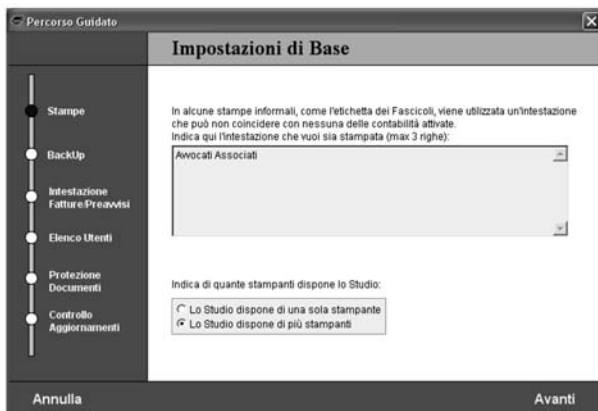 Percorso Guidato
Impostazioni di Base
Stampe
BackUp
Intestazione
Fatture/Preavvisi
Elenco Utenti
Protezione
Documenti
Controllo
Aggiornamenti
In alcune stampe informali, come l'etichetta dei Fascicoli, viene utilizzata un'intestazione
che può non coincidere con nessuna delle contabilità attivate.
Indica qui l'intestazione che vuoi sia stampata (max 3 righe):
Avvocati Associati
Indica di quante stampanti dispone lo Studio:
Lo Studio dispone di una sola stampante
Lo Studio dispone di più stampanti
Annulla
Avanti